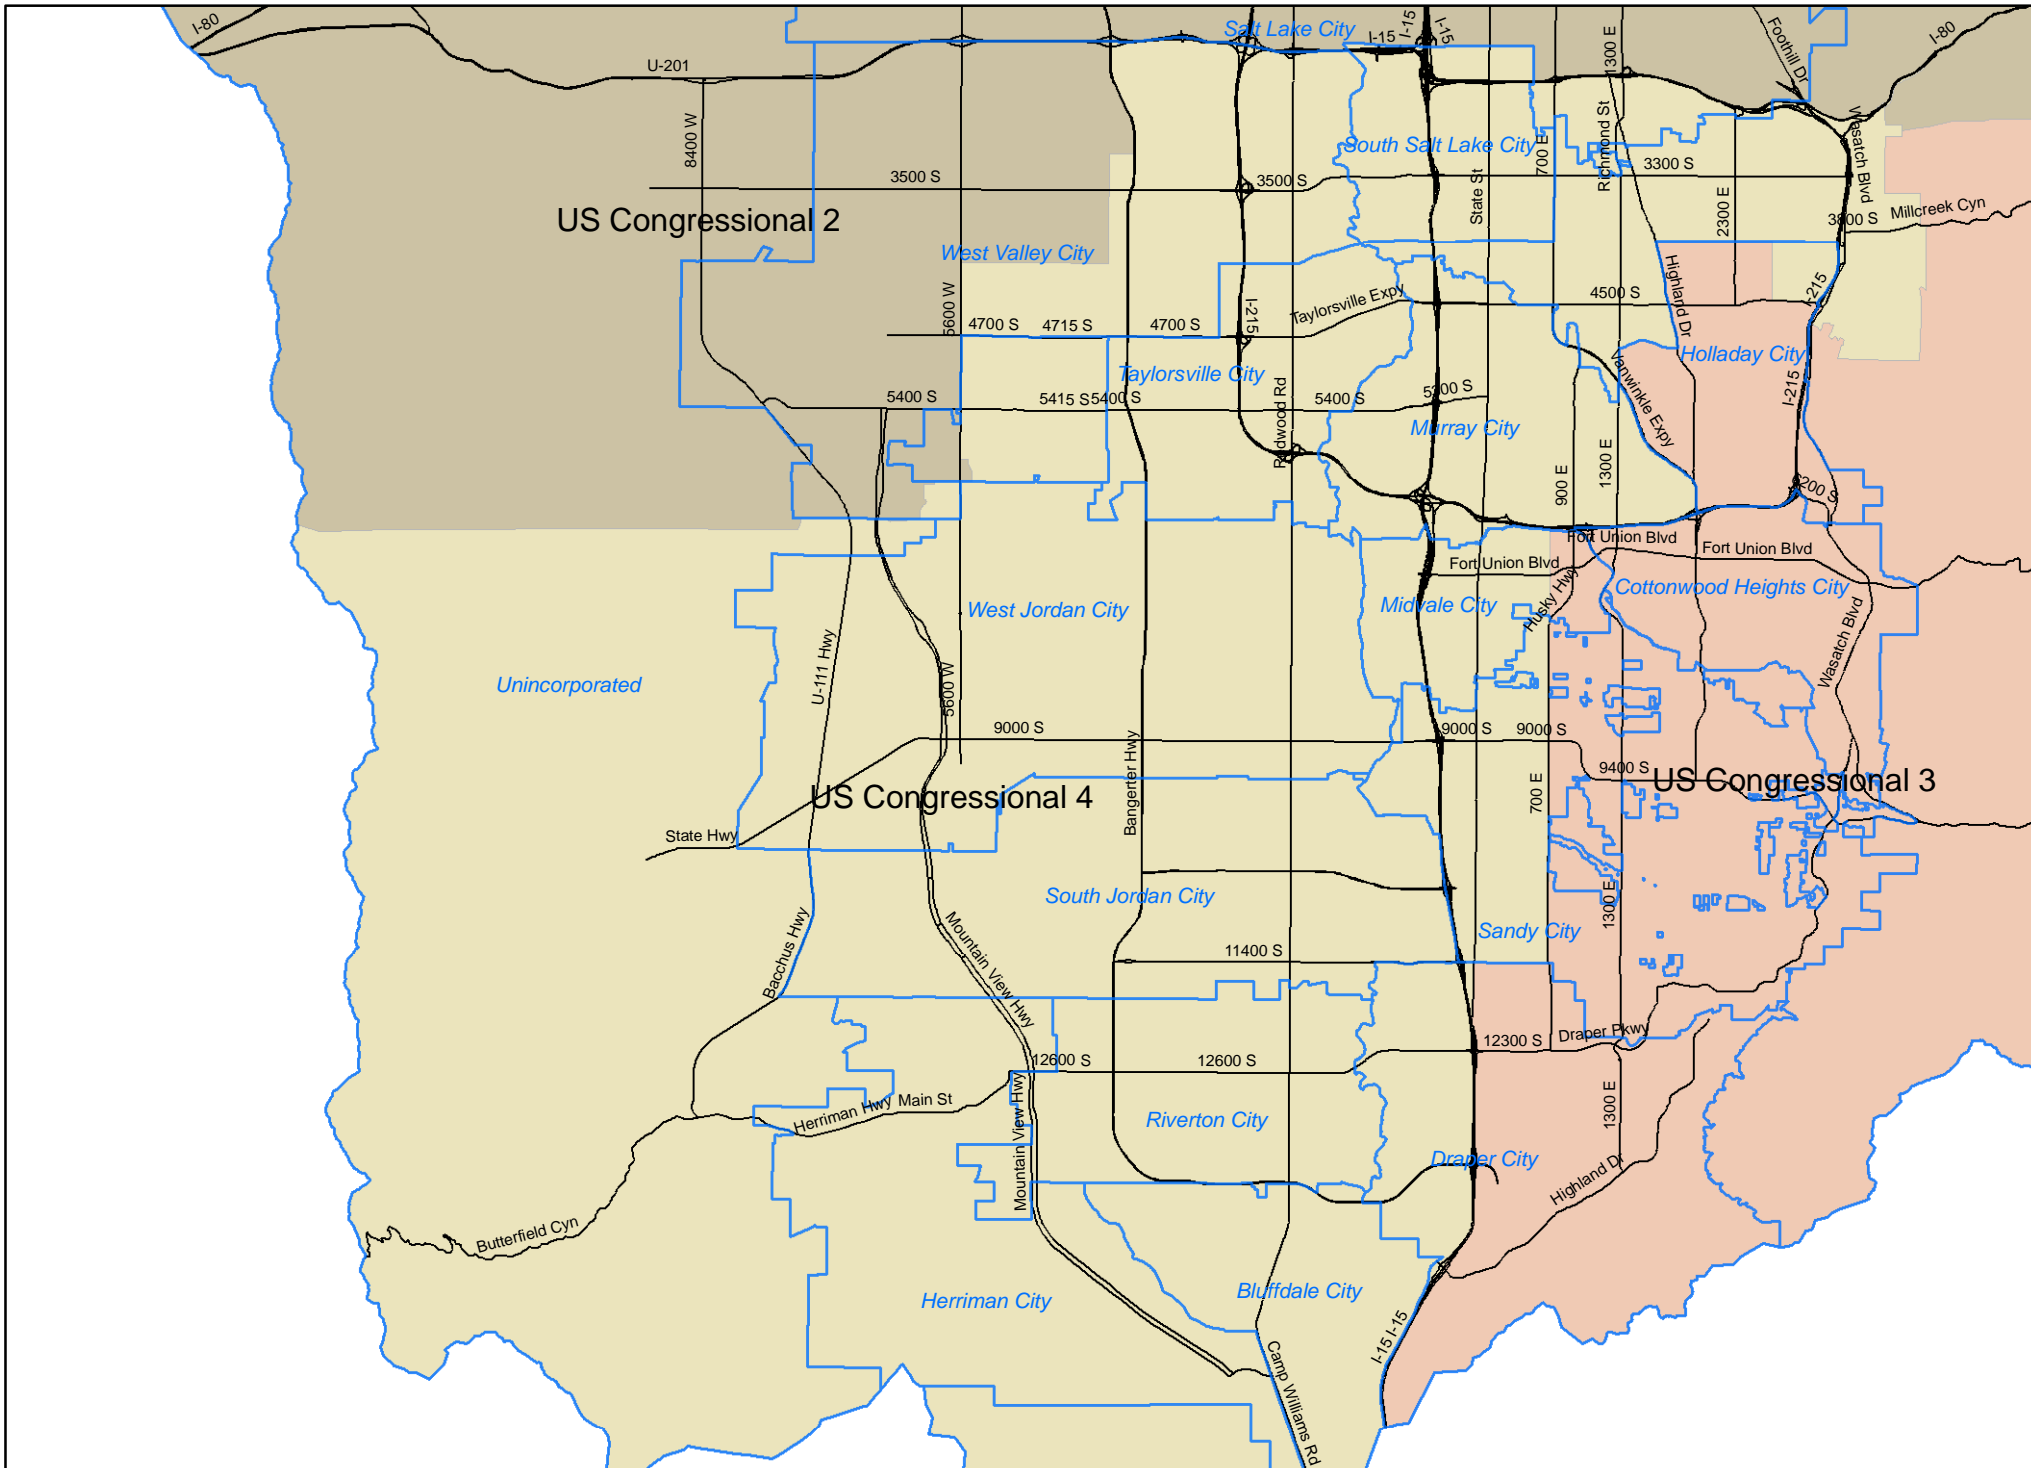 I-80
Salt Lake City
I-15
I-15
I-15
1300 E
Foothill Dr
I-80
U-201
8400 W
South Salt Lake City
700 E
Richmond St
Wasatch Blvd
3500 S
3500 S
3300 S
State St
2300 E
3800 S
Millcreek Cyn
US Congressional 2
West Valley City
Highland Dr
I-215
4500 S
Taylorsville Expy
I-215
5600 W
4700 S
4715 S
4700 S
Vanwinkle Expy
Holladay City
Taylorsville City
I-215
5400 S
5415 S
5400 S
Redwood Rd
5400 S
5300 S
Murray City
900 E
1300 E
6200 S
Fort Union Blvd
Fort Union Blvd
Fort Union Blvd
West Jordan City
Midvale City
Husky Hwy
Cottonwood Heights City
Wasatch Blvd
Unincorporated
U-111 Hwy
5600 W
9000 S
9000 S
9000 S
Bangerter Hwy
9400 S
US Congressional 3
US Congressional 4
700 E
State Hwy
South Jordan City
1300 E
Bacchus Hwy
Mountain View Hwy
Sandy City
11400 S
12600 S
12600 S
12300 S
Draper Pkwy
Herriman Hwy
Main St
Mountain View Hwy
Riverton City
1300 E
Draper City
Highland Dr
Butterfield Cyn
Herriman City
Bluffdale City
I-15
I-15
Camp Williams Rd